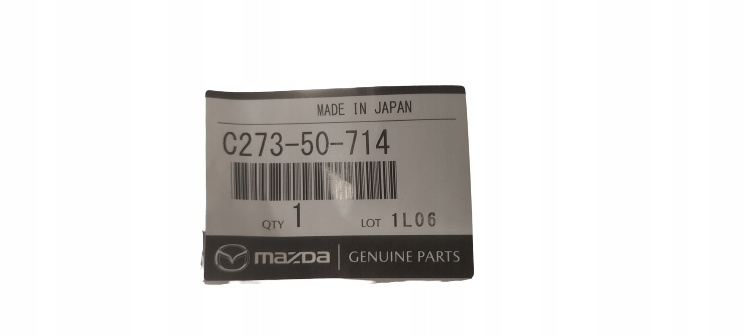 MADE IN JAPAN
C273-50-714
QTY 1 LOT 1L06
mazda GENUINE PARTS